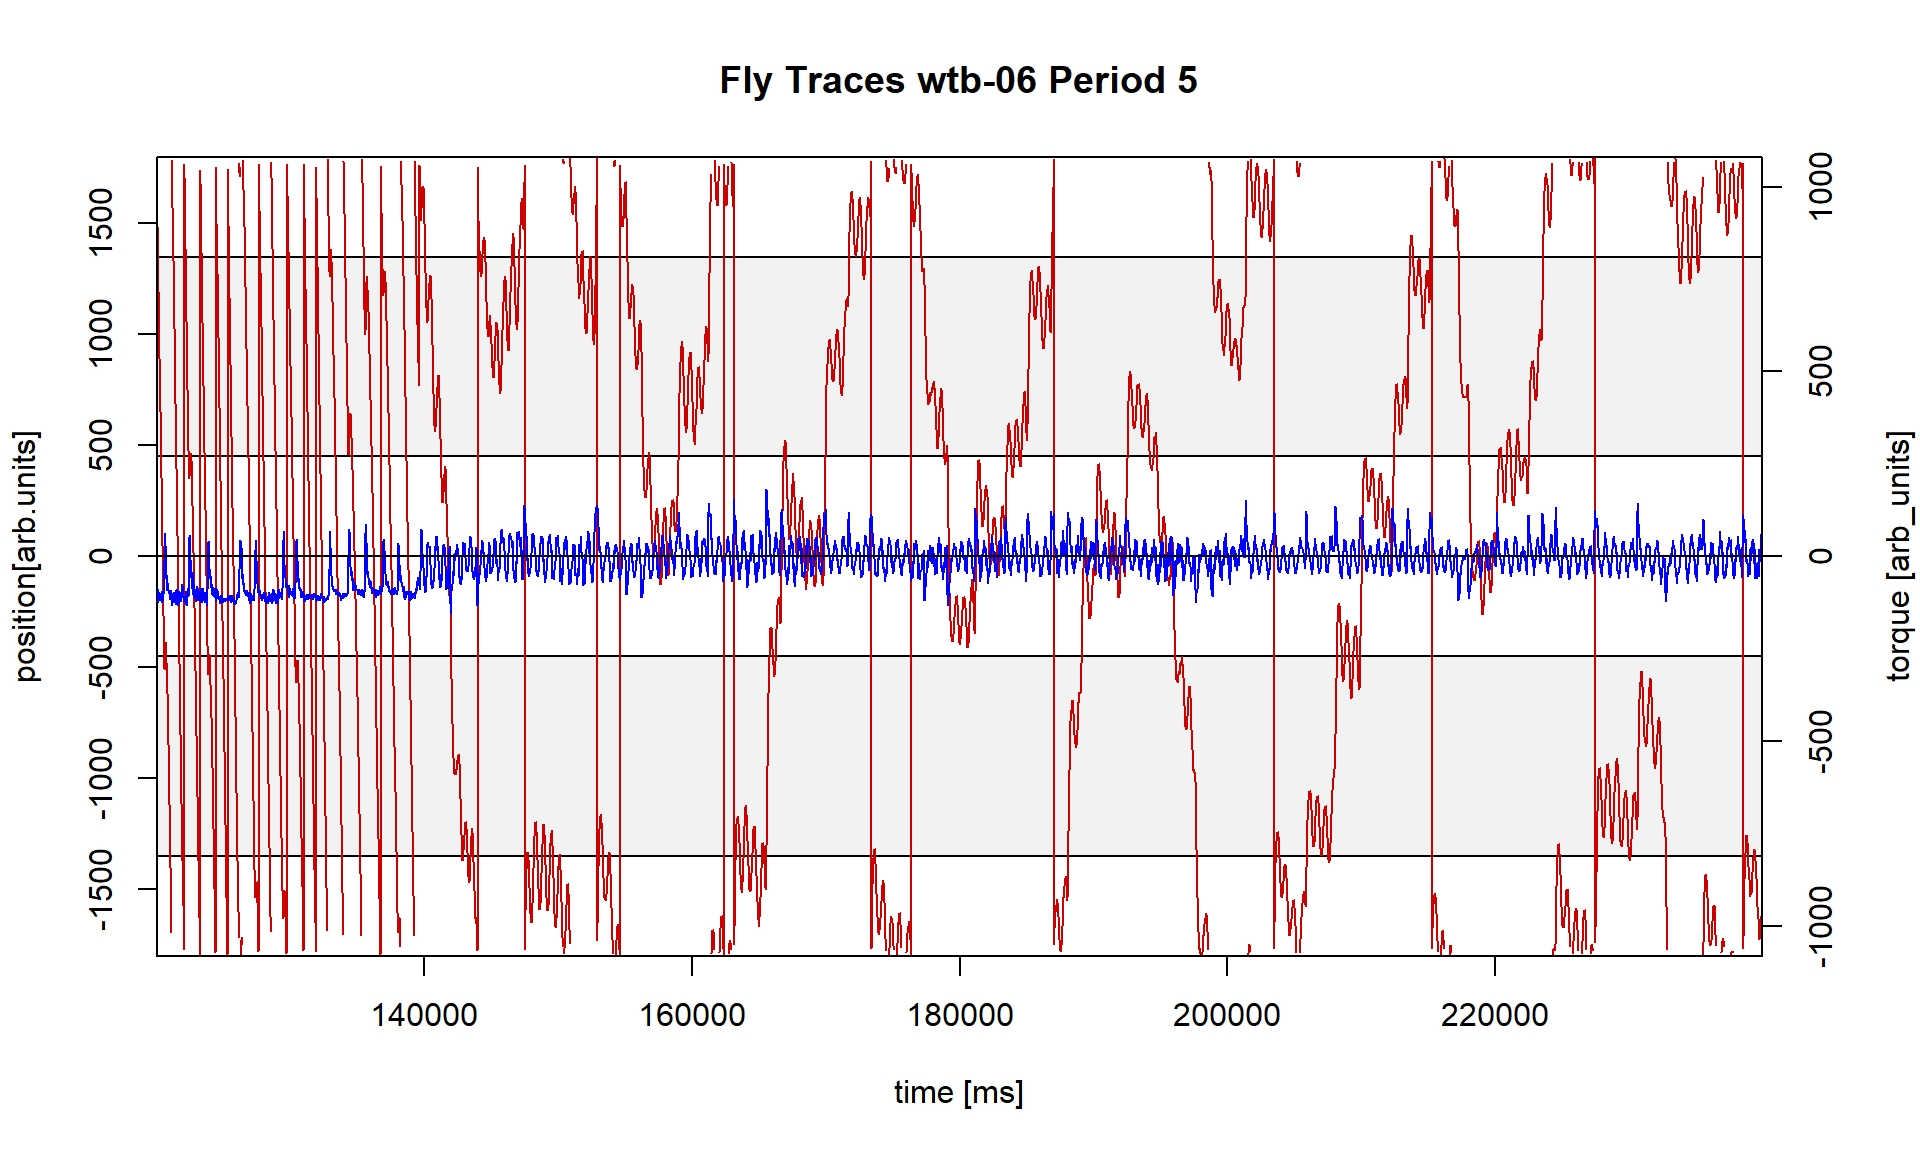 Fly Traces wtb-06 Period 5
position[arb.units]
1500
1000
500
0
-500
-1000
-1500
1000
500
0
-500
-1000
torque [arb_units]
140000 160000 180000 200000 220000
time [ms]